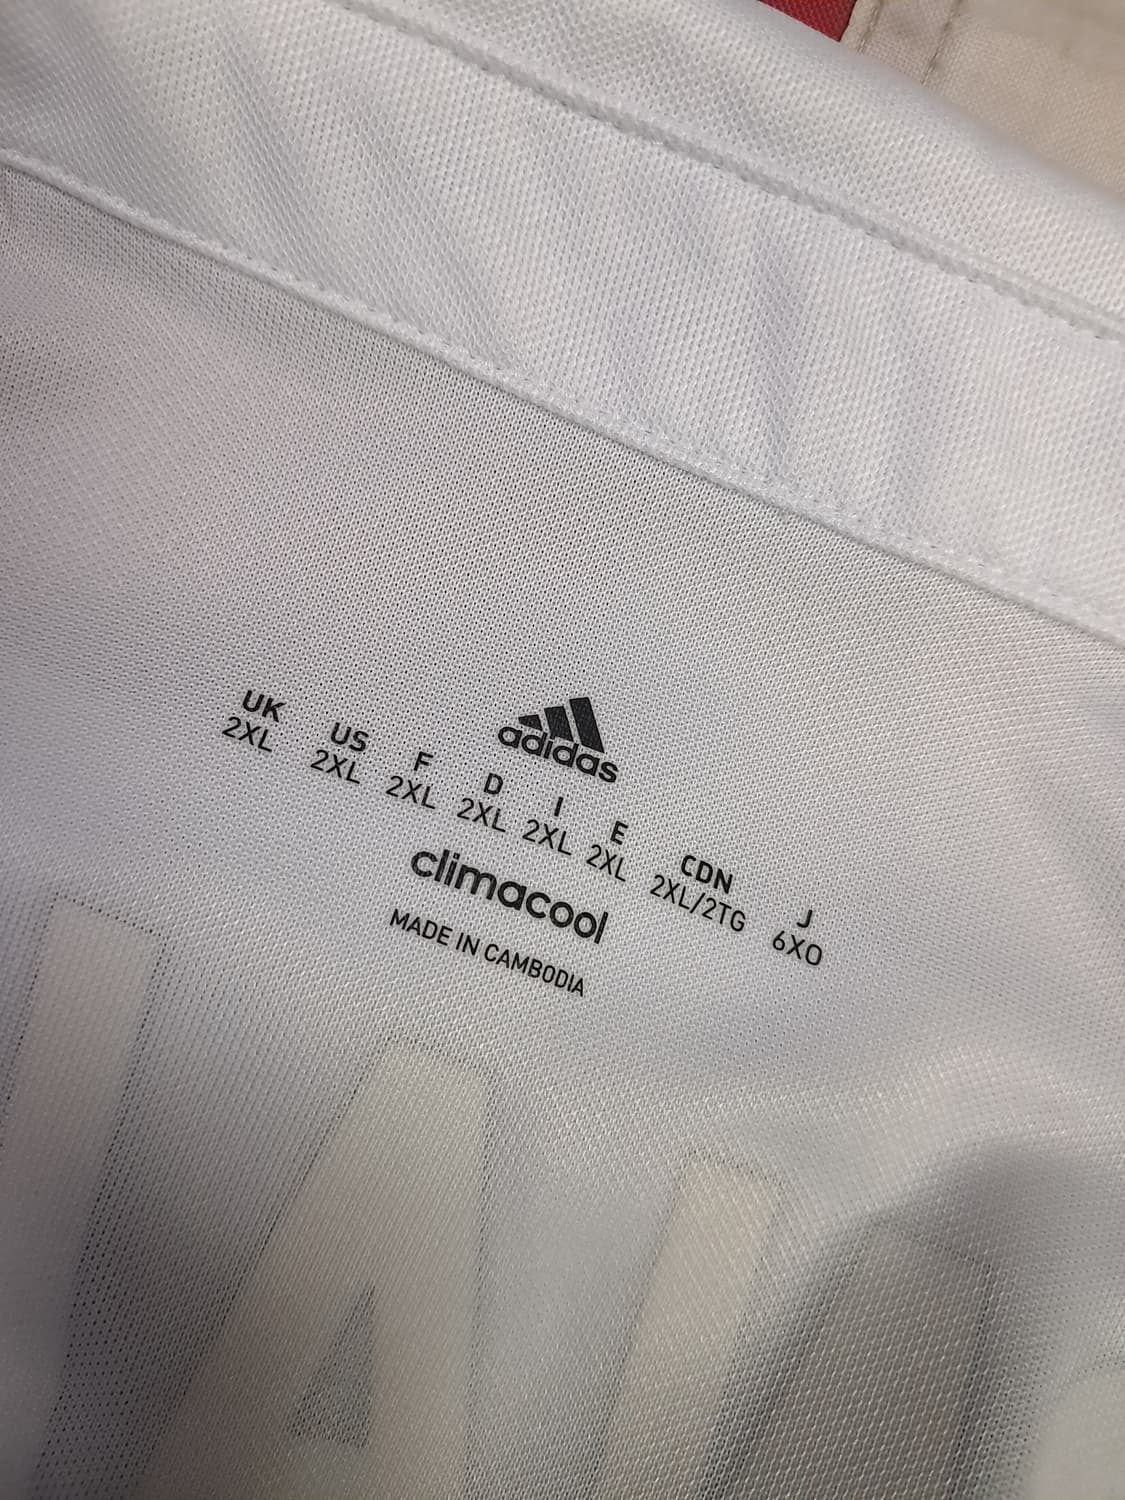 adidas
UK US F D I E CDN J
2XL 2XL 2XL 2XL 2XL 2XL 2XL/2TG 6XO
climacool
MADE IN CAMBODIA